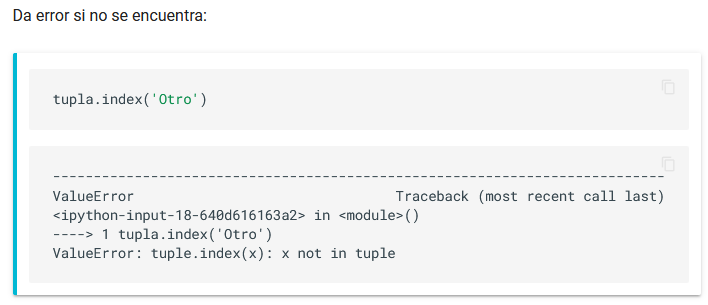 Da error si no se encuentra:
tupla.index('Otro')
---------------------------------------------------------------------------
ValueError                                Traceback (most recent call last)
<ipython-input-18-640d616163a2> in <module>()
----> 1 tupla.index('Otro')
ValueError: tuple.index(x): x not in tuple